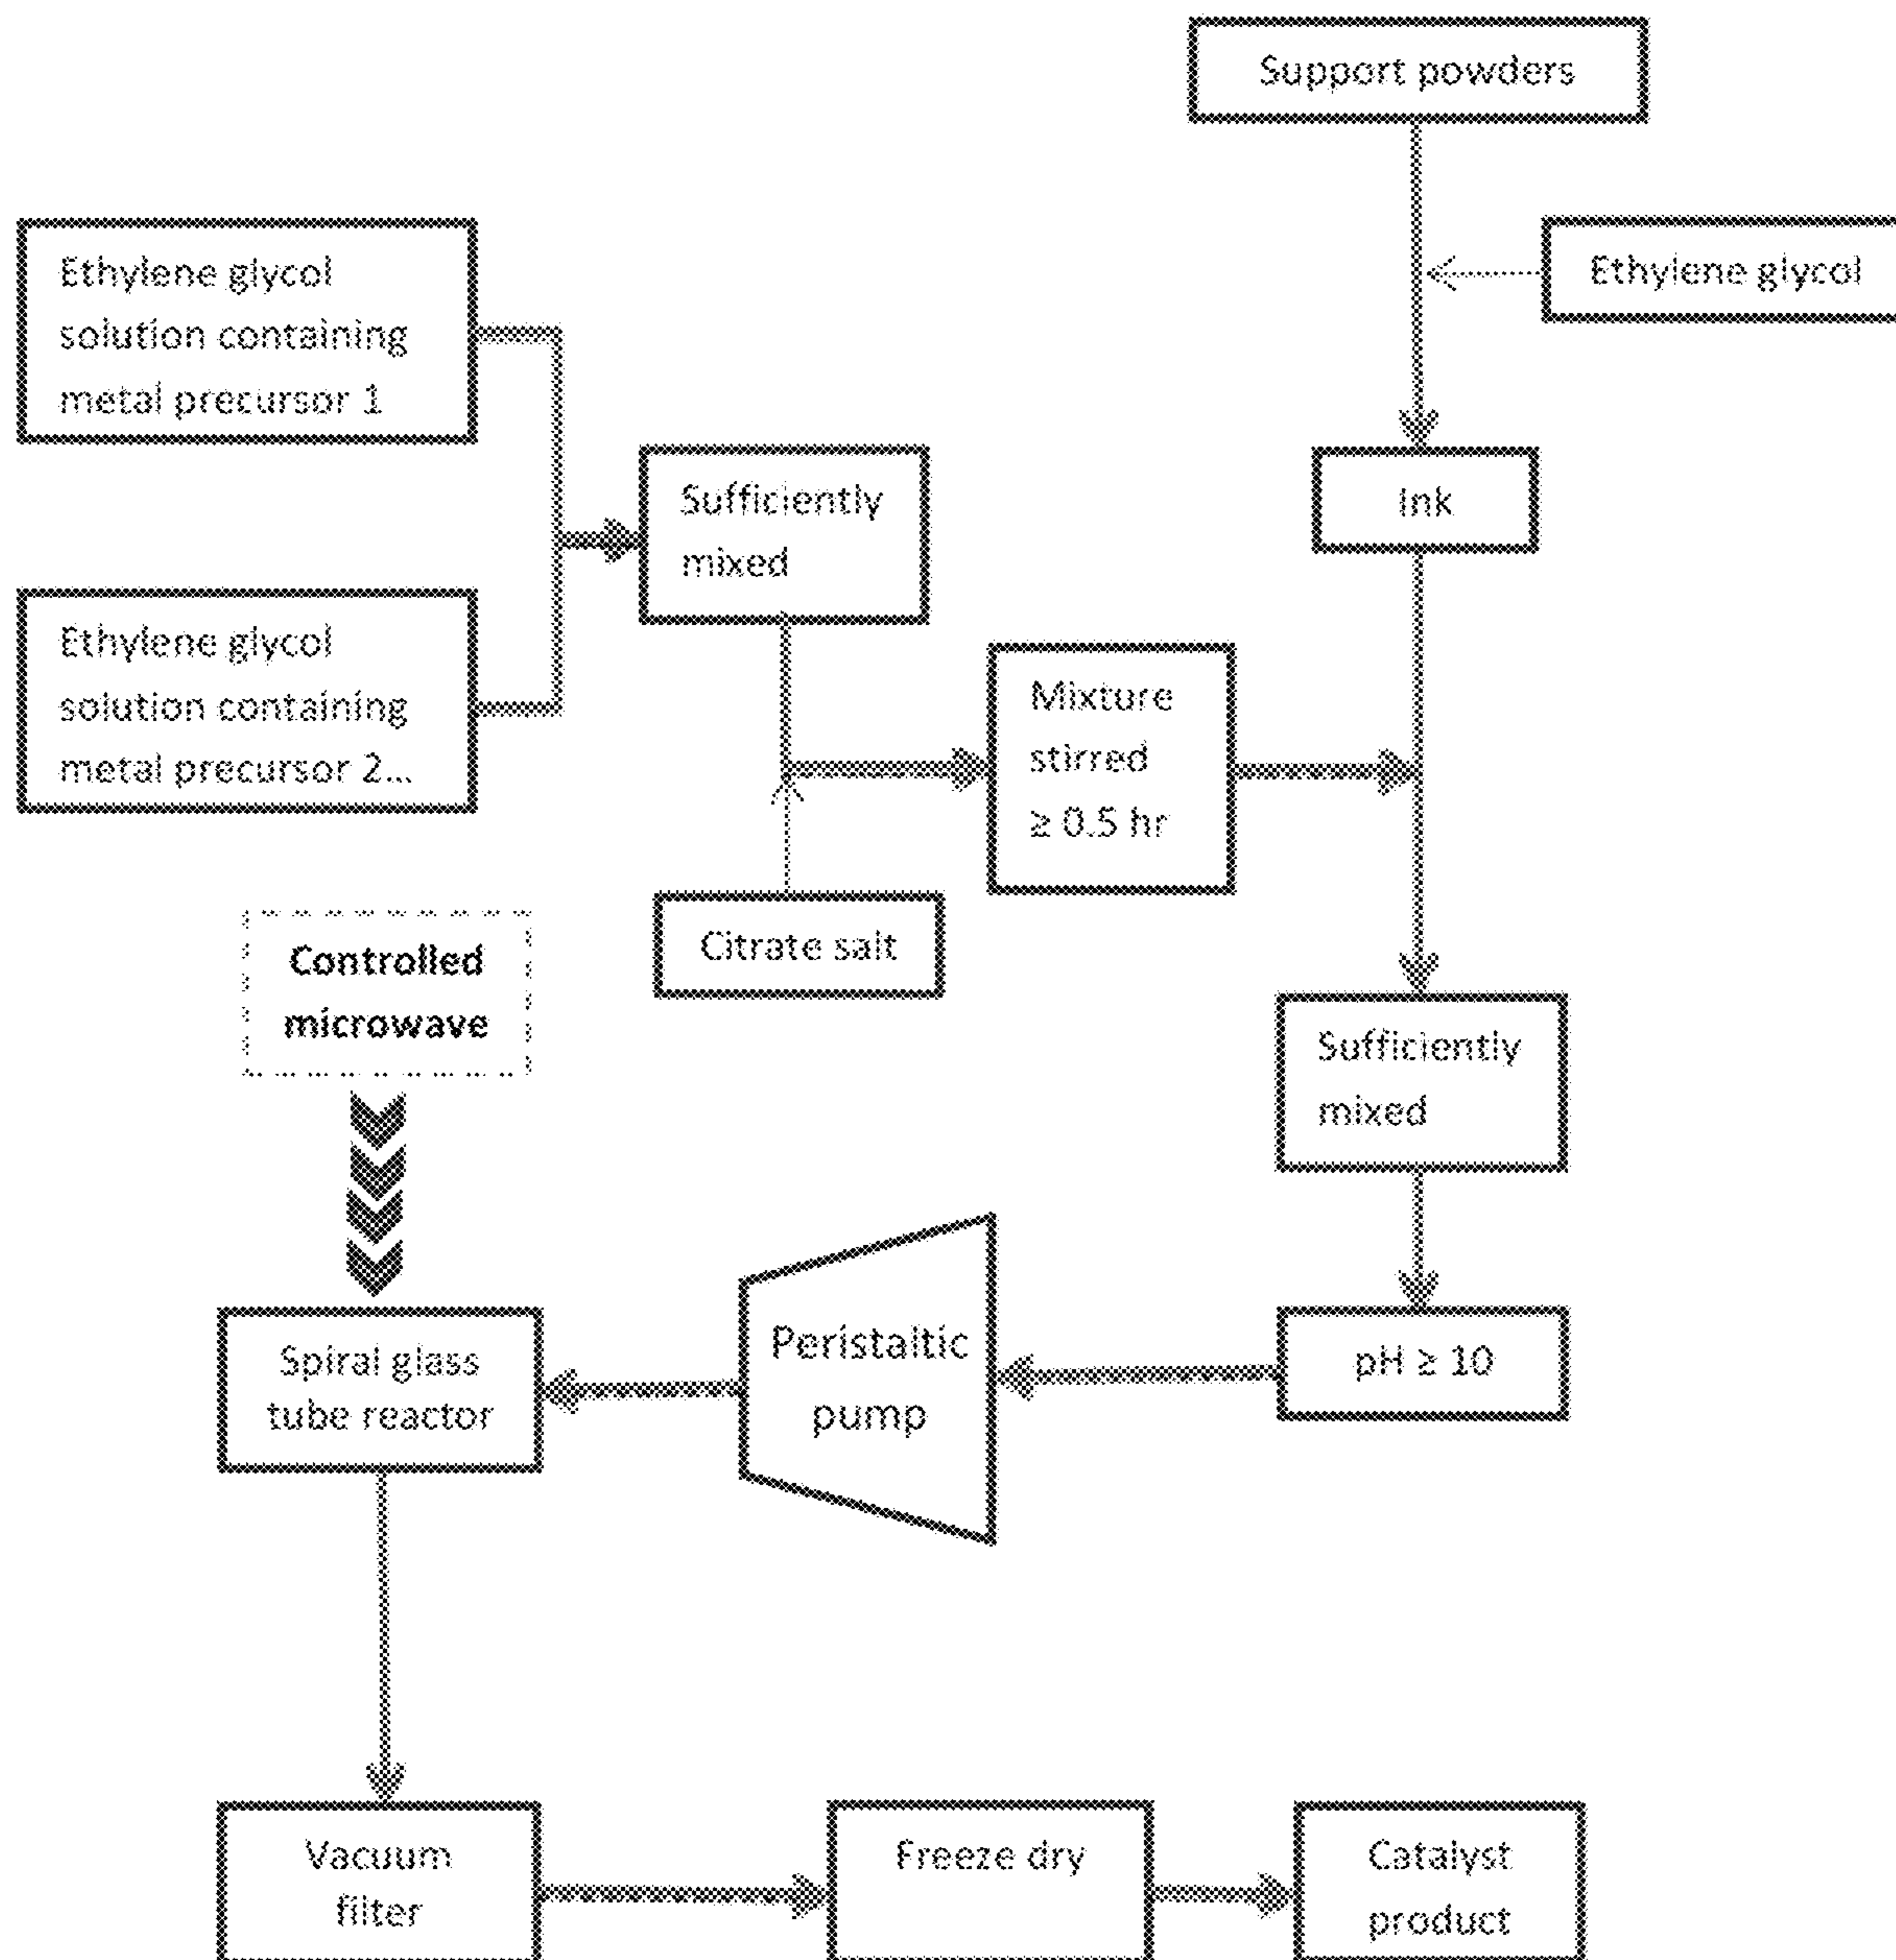 Support powders
Ethylene glycol
solution containing
metal precursor 1
Ethylene glycol
Sufficiently
mixed
Ink
Ethylene glycol
solution containing
metal precursor 2...
Mixture
stirred
≥ 0.5 hr
Citrate salt
Controlled
microwave
Sufficiently
mixed
Spiral glass
tube reactor
Peristaltic
pump
pH ≥ 10
Vacuum
filter
Freeze dry
Catalyst
product